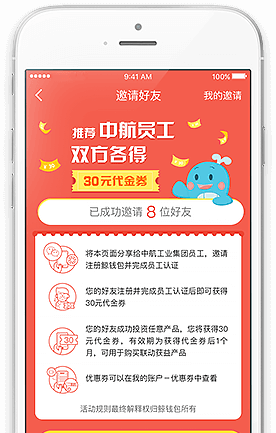 9:41 AM 100%
邀请好友 我的邀请
推荐 中航员工
双方各得
30元代金券
已成功邀请 8 位好友
将本页面分享给中航工业集团员工，邀请
注册鲸钱包并完成员工认证
您的好友注册并完成员工认证后即可获得
30元代金券
您的好友成功投资任意产品，您将获得30
元代金券，有效期为获得代金券后1个
月，可用于购买联动获益产品
优惠券可以在我的账户－优惠券中查看
活动规则最终解释权归鲸钱包所有